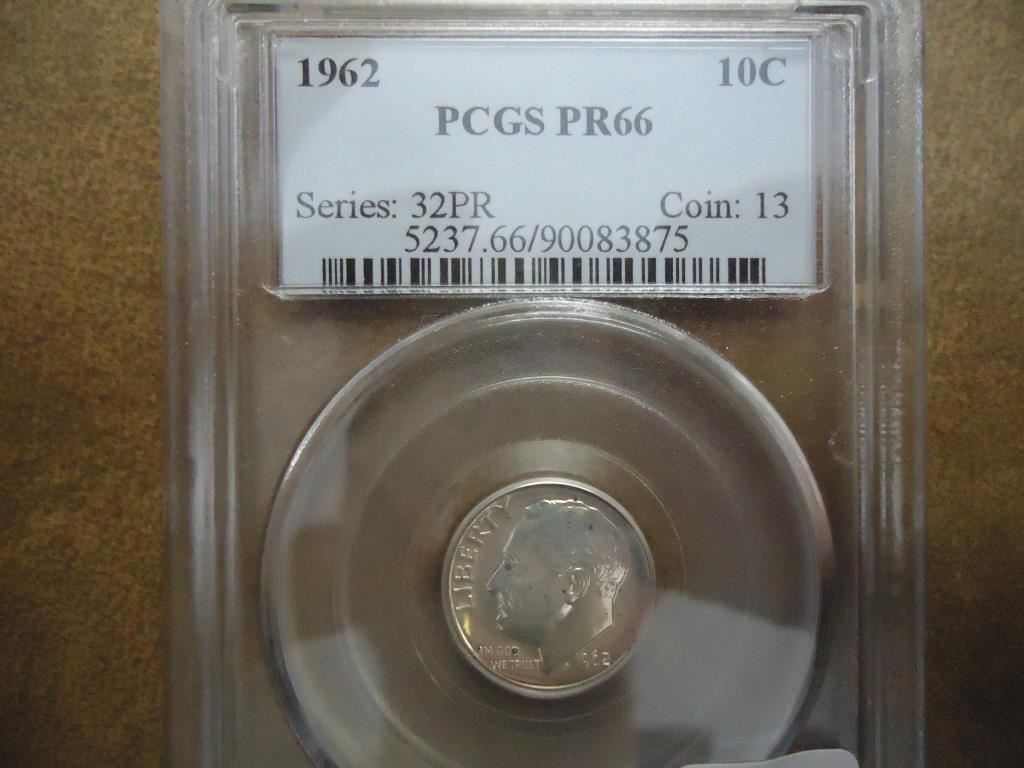 1962 10C
PCGS PR66
Series: 32PR Coin: 13
5237.66/90083875
LIBERTY
IN GOD
WE TRUST
1962